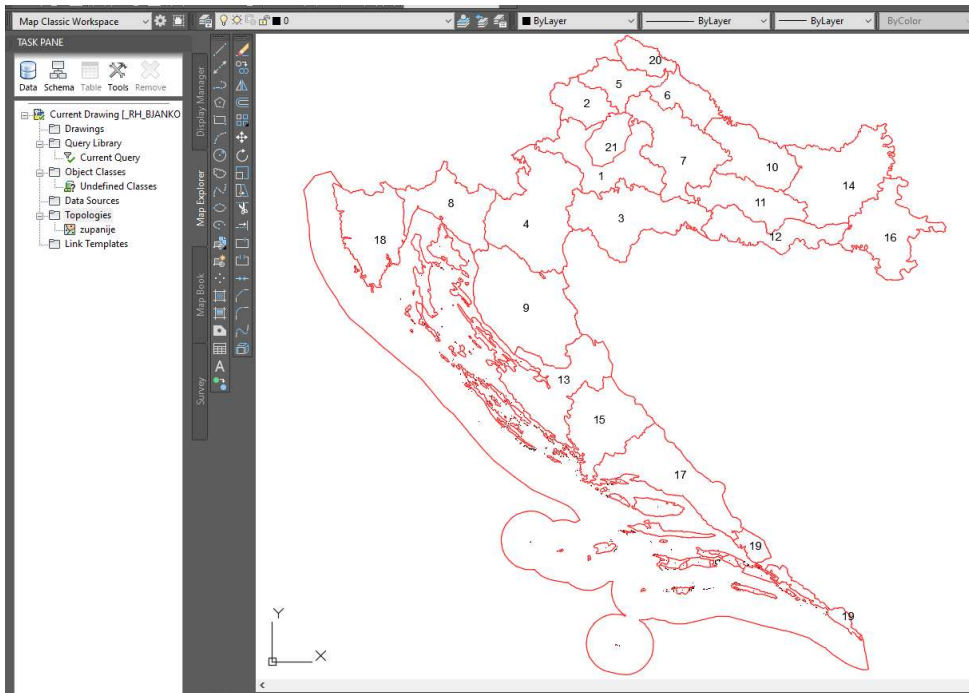 Map Classic Workspace
0
ByLayer
ByLayer
ByLayer
ByColor
TASK PANE
Data Schema Table Tools Remove
Current Drawing [_RH_BJANKO
Drawings
Query Library
Current Query
Object Classes
Undefined Classes
Data Sources
Topologies
zupanije
Link Templates
Display Manager
Map Explorer
Map Book
Survey
A
20
5
2
6
21
7
10
1
14
11
8
3
4
12
16
18
9
13
15
17
19
19
Y
X